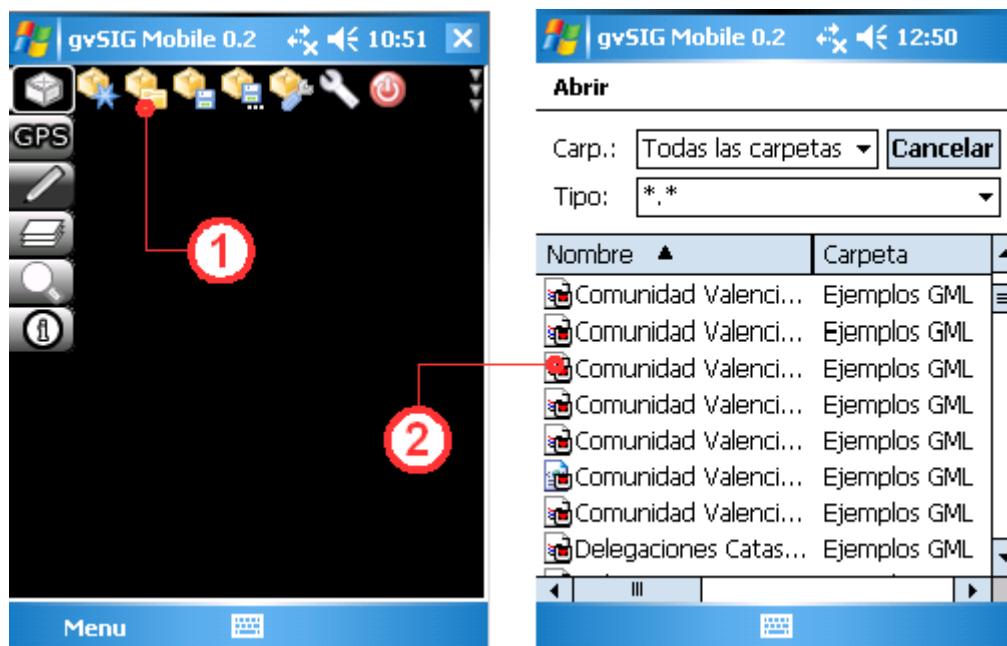 gvSIG Mobile 0.2 10:51
GPS
1
2
Menu
gvSIG Mobile 0.2 12:50
Abrir
Carp.: Todas las carpetas Cancelar
Tipo: *.*
Nombre Carpeta
Comunidad Valenci... Ejemplos GML
Comunidad Valenci... Ejemplos GML
Comunidad Valenci... Ejemplos GML
Comunidad Valenci... Ejemplos GML
Comunidad Valenci... Ejemplos GML
Comunidad Valenci... Ejemplos GML
Comunidad Valenci... Ejemplos GML
Delegaciones Catas... Ejemplos GML